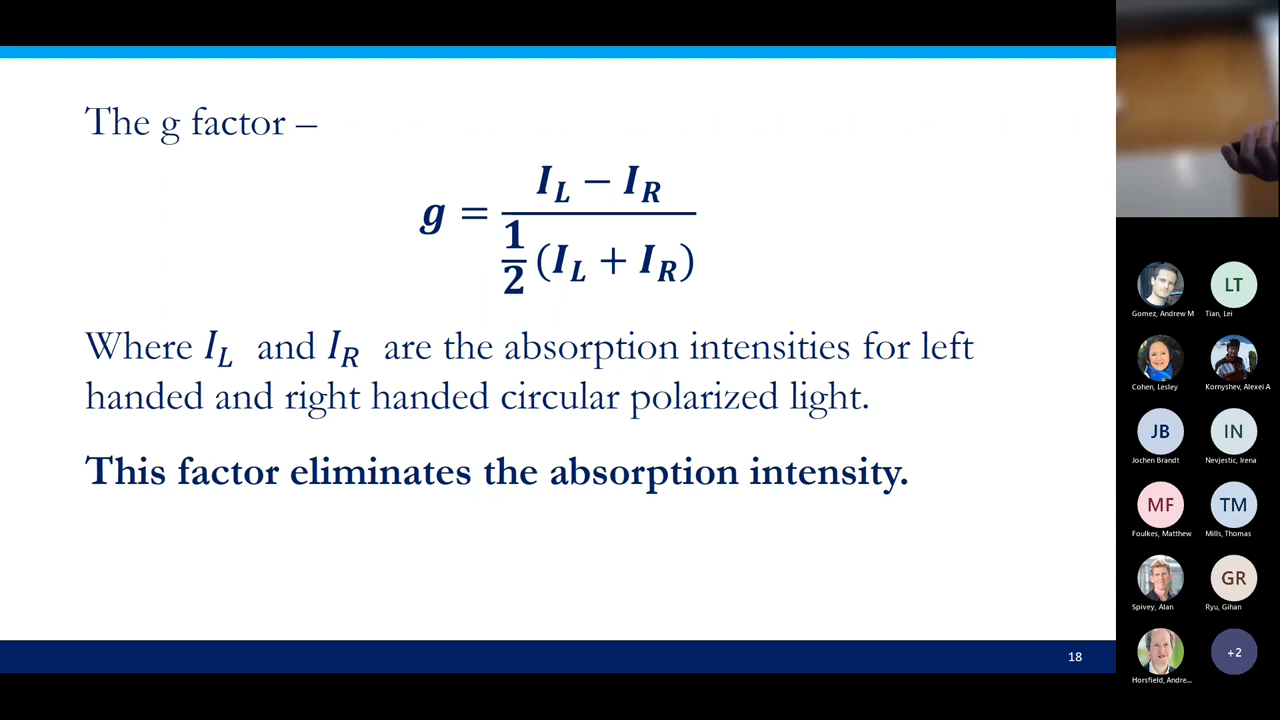 The g factor –
g = \frac{I_L - I_R}{\frac{1}{2}(I_L + I_R)}
Where I_L and I_R are the absorption intensities for left
handed and right handed circular polarized light.
This factor eliminates the absorption intensity.
18
Gomez, Andrew M
LT
Tian, Lei
Cohen, Lesley
Kornyshev, Alexei A
JB
Jochen Brandt
IN
Nevjestic, Irena
MF
Foulkes, Matthew
TM
Mills, Thomas
Spivey, Alan
GR
Ryu, Gihan
Horsfield, Andre...
+2